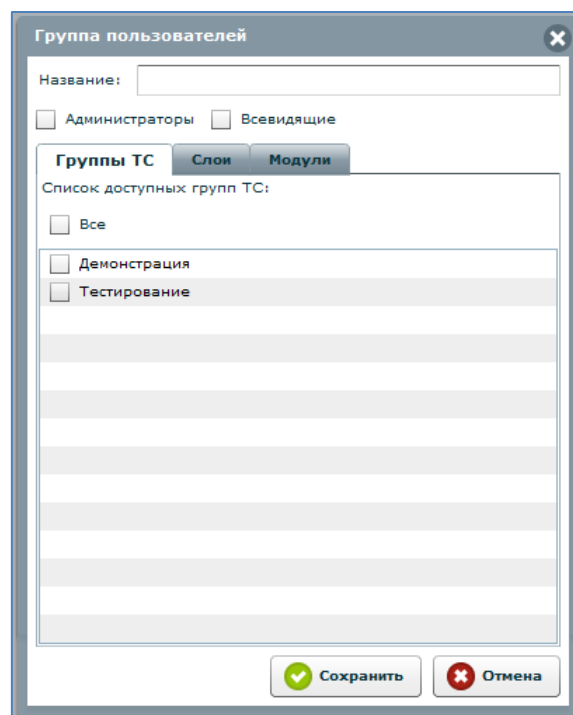 Группа пользователей
Название:
Администраторы Всевидящие
Группы ТС Слои Модули
Список доступных групп ТС:
Все
Демонстрация
Тестирование
Сохранить Отмена